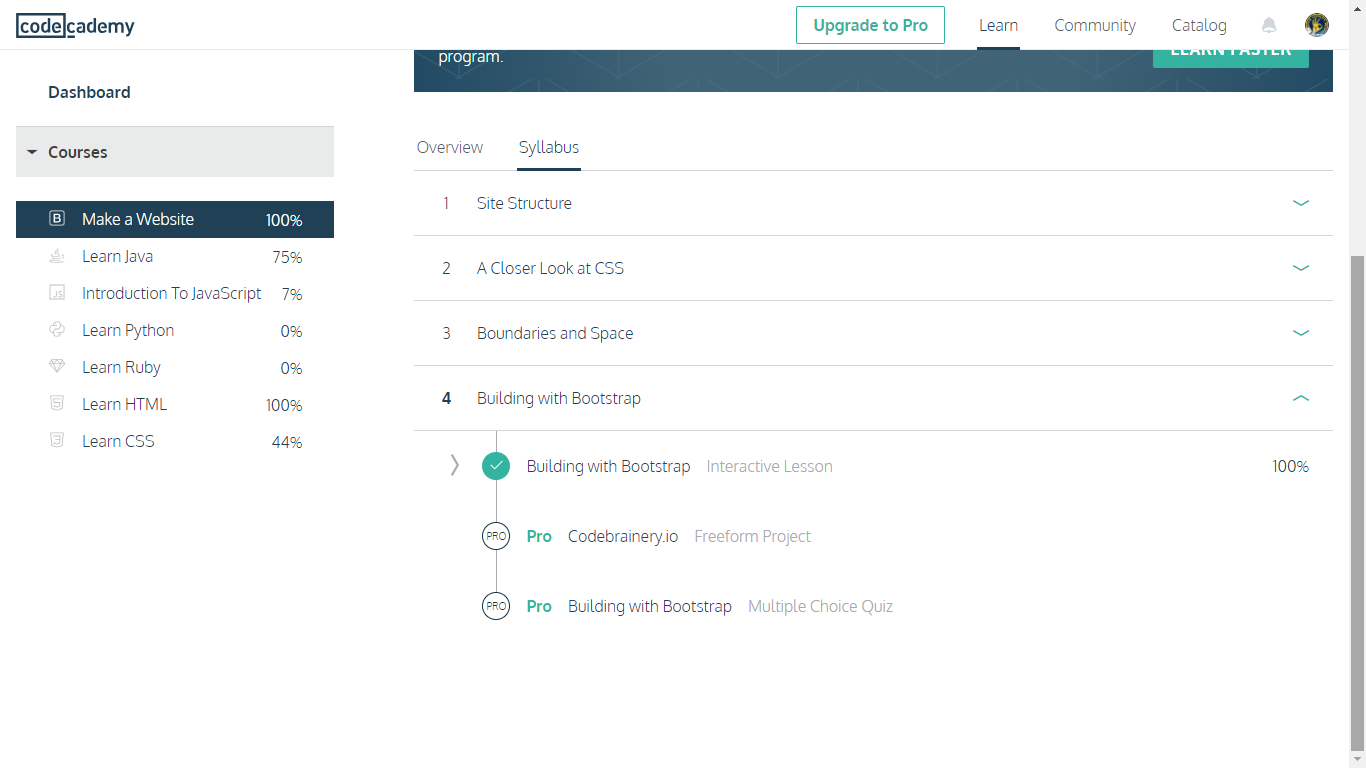 codecademy
Upgrade to Pro
Learn
Community
Catalog
program.
LEARN FASTER
Dashboard
Courses
B Make a Website 100%
Learn Java 75%
JS Introduction To JavaScript 7%
Learn Python 0%
Learn Ruby 0%
Learn HTML 100%
Learn CSS 44%
Overview
Syllabus
1 Site Structure
2 A Closer Look at CSS
3 Boundaries and Space
4 Building with Bootstrap
Building with Bootstrap Interactive Lesson 100%
PRO Pro Codebrainery.io Freeform Project
PRO Pro Building with Bootstrap Multiple Choice Quiz